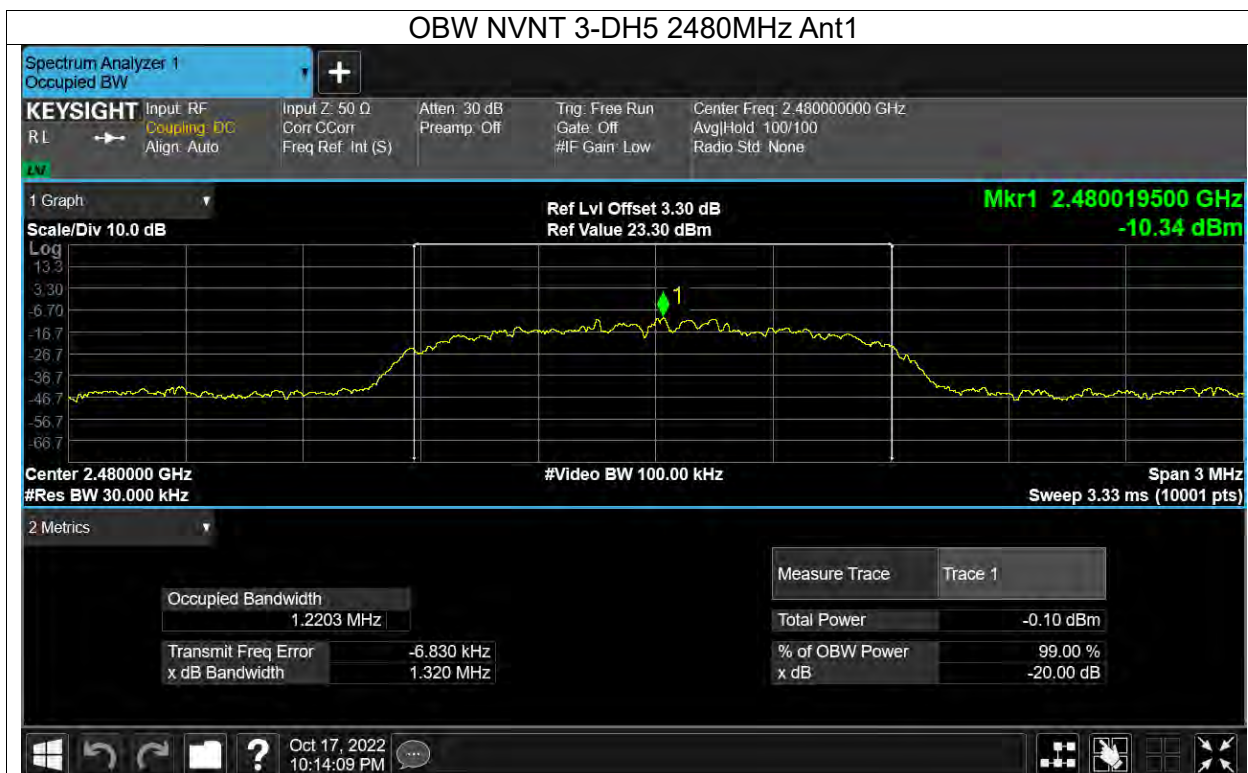 OBW NVNT 3-DH5 2480MHz Ant1
Spectrum Analyzer 1
Occupied BW
KEYSIGHT
R L
LXI
Input: RF
Coupling: DC
Align: Auto
Input Z: 50 Ω
Corr CCorr
Freq Ref: Int (S)
Atten: 30 dB
Preamp: Off
Trig: Free Run
Gate: Off
#IF Gain: Low
Center Freq: 2.480000000 GHz
Avg|Hold: 100/100
Radio Std: None
1 Graph
Scale/Div 10.0 dB
Ref Lvl Offset 3.30 dB
Ref Value 23.30 dBm
Mkr1 2.480019500 GHz
-10.34 dBm
Log
13.3
3.30
-6.70
-16.7
-26.7
-36.7
-46.7
-56.7
-66.7
1
Center 2.480000 GHz
#Res BW 30.000 kHz
#Video BW 100.00 kHz
Span 3 MHz
Sweep 3.33 ms (10001 pts)
2 Metrics
Occupied Bandwidth
1.2203 MHz
Transmit Freq Error -6.830 kHz
x dB Bandwidth 1.320 MHz
Measure Trace Trace 1
Total Power -0.10 dBm
% of OBW Power 99.00 %
x dB -20.00 dB
Oct 17, 2022
10:14:09 PM